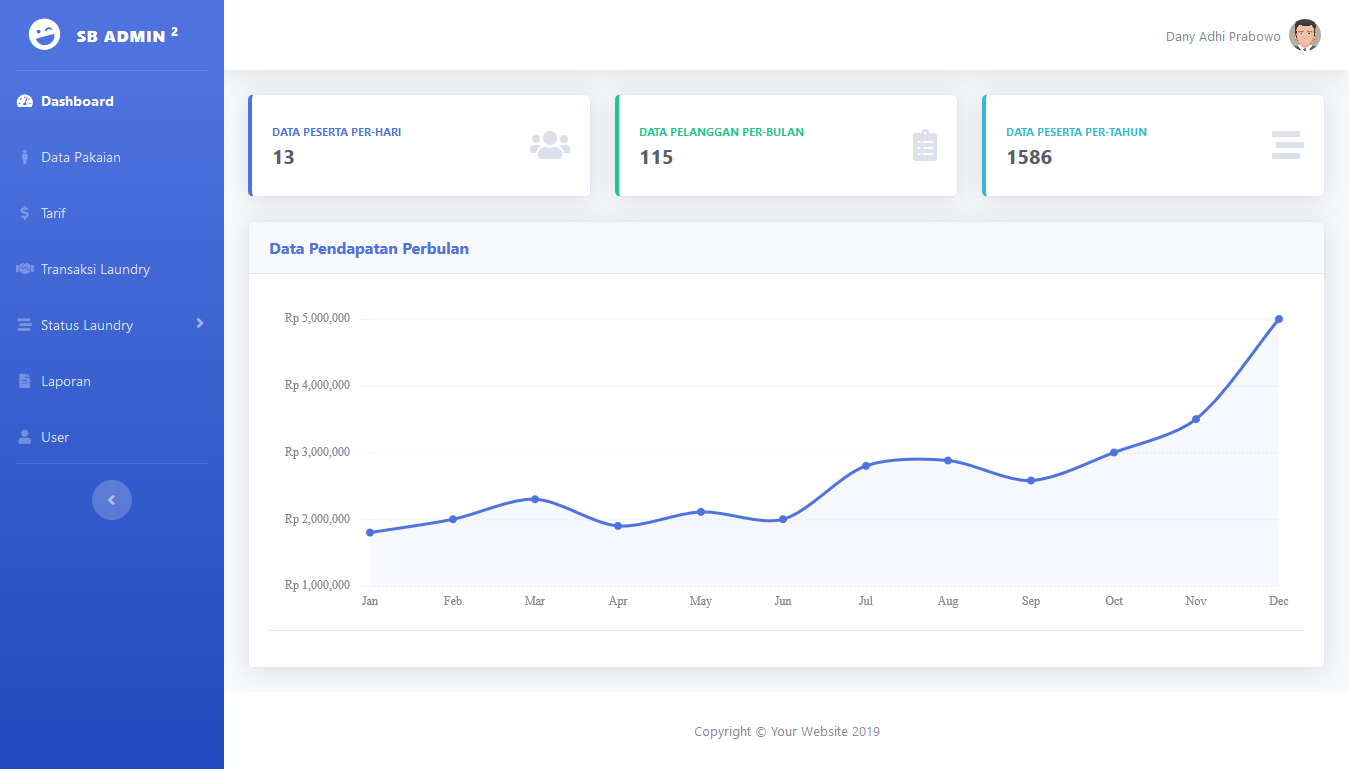 SB ADMIN 2
Dany Adhi Prabowo
Dashboard
Data Pakaian
Tarif
Transaksi Laundry
Status Laundry
Laporan
User
DATA PESERTA PER-HARI
13
DATA PELANGGAN PER-BULAN
115
DATA PESERTA PER-TAHUN
1586
Data Pendapatan Perbulan
Rp 5,000,000
Rp 4,000,000
Rp 3,000,000
Rp 2,000,000
Rp 1,000,000
Jan Feb Mar Apr May Jun Jul Aug Sep Oct Nov Dec
Copyright © Your Website 2019